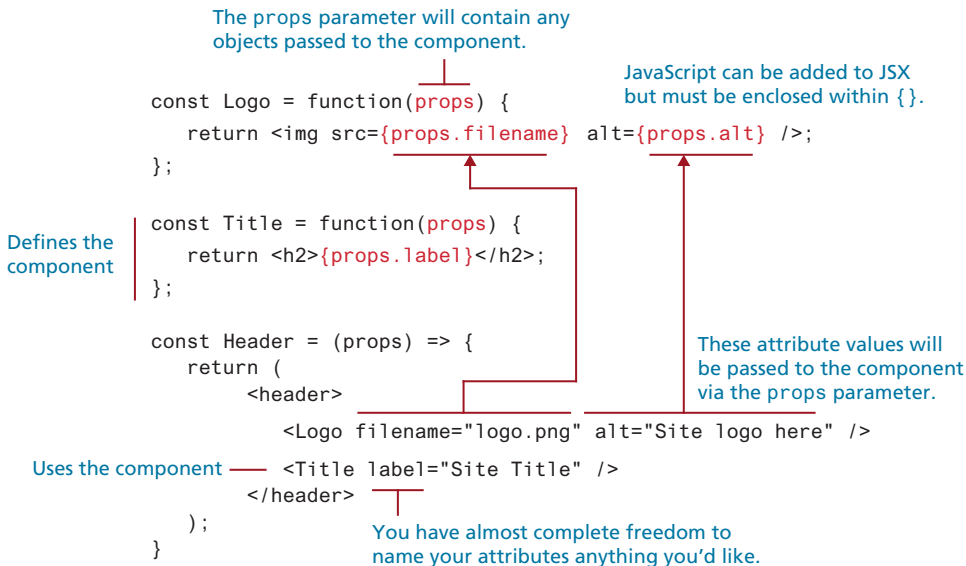 The props parameter will contain any
objects passed to the component.
JavaScript can be added to JSX
but must be enclosed within { }.
const Logo = function(props) {
return <img src={props.filename} alt={props.alt} />;
};
Defines the
component
const Title = function(props) {
return <h2>{props.label}</h2>;
};
const Header = (props) => {
return (
<header>
These attribute values will
be passed to the component
via the props parameter.
<Logo filename="logo.png" alt="Site logo here" />
Uses the component
<Title label="Site Title" />
</header>
);
}
You have almost complete freedom to
name your attributes anything you’d like.